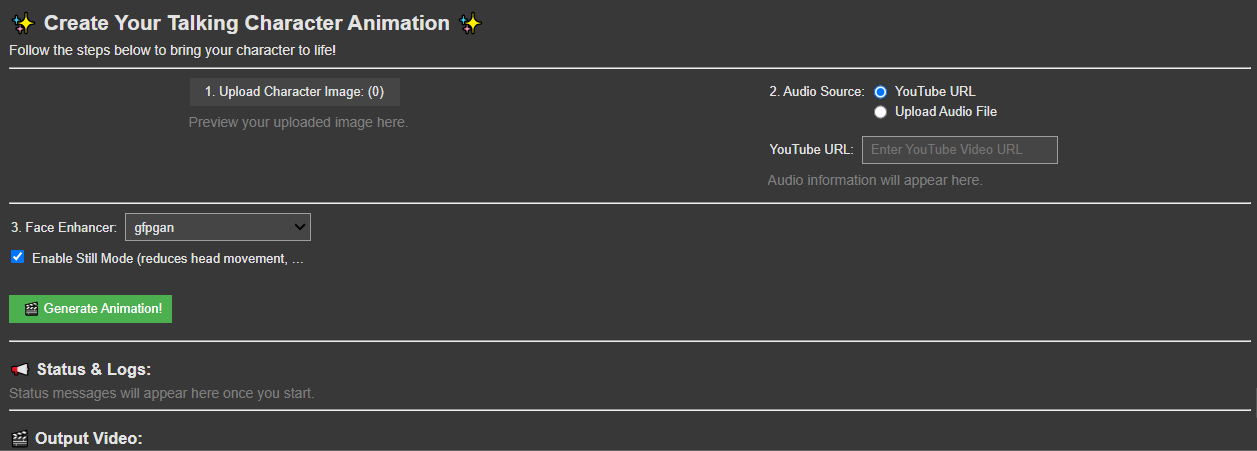 ✨ Create Your Talking Character Animation ✨
Follow the steps below to bring your character to life!
1. Upload Character Image: (0)
Preview your uploaded image here.
2. Audio Source:
YouTube URL
Upload Audio File
YouTube URL: Enter YouTube Video URL
Audio information will appear here.
3. Face Enhancer: gfpgan
Enable Still Mode (reduces head movement, …
🎬 Generate Animation!
📢 Status & Logs:
Status messages will appear here once you start.
🎬 Output Video: